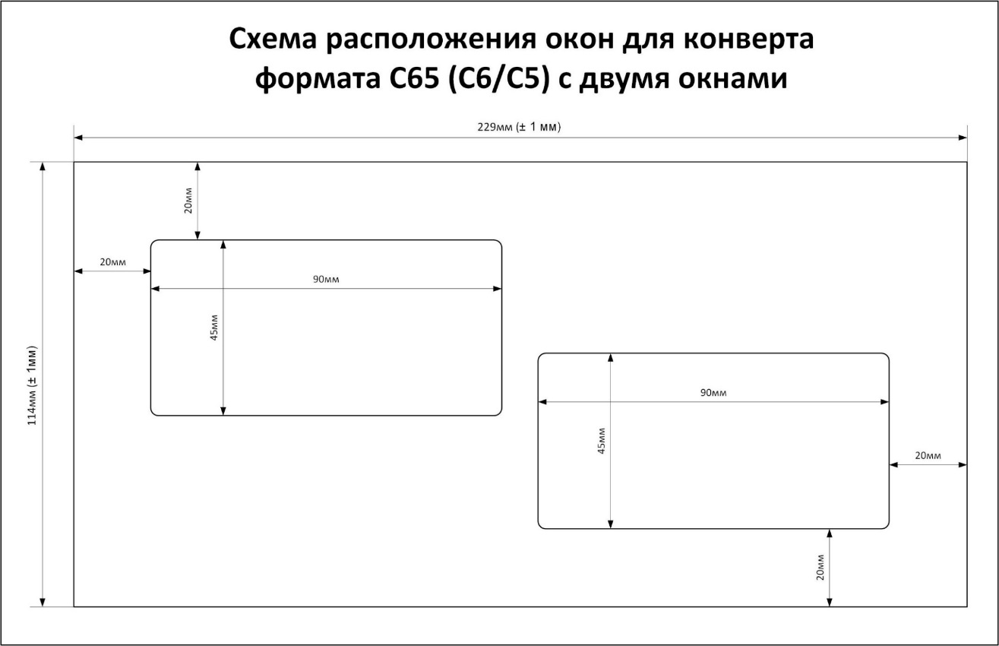 Схема расположения окон для конверта
формата С65 (С6/С5) с двумя окнами
229мм (± 1 мм)
20мм
20мм
90мм
45мм
114мм (± 1мм)
90мм
45мм
20мм
20мм